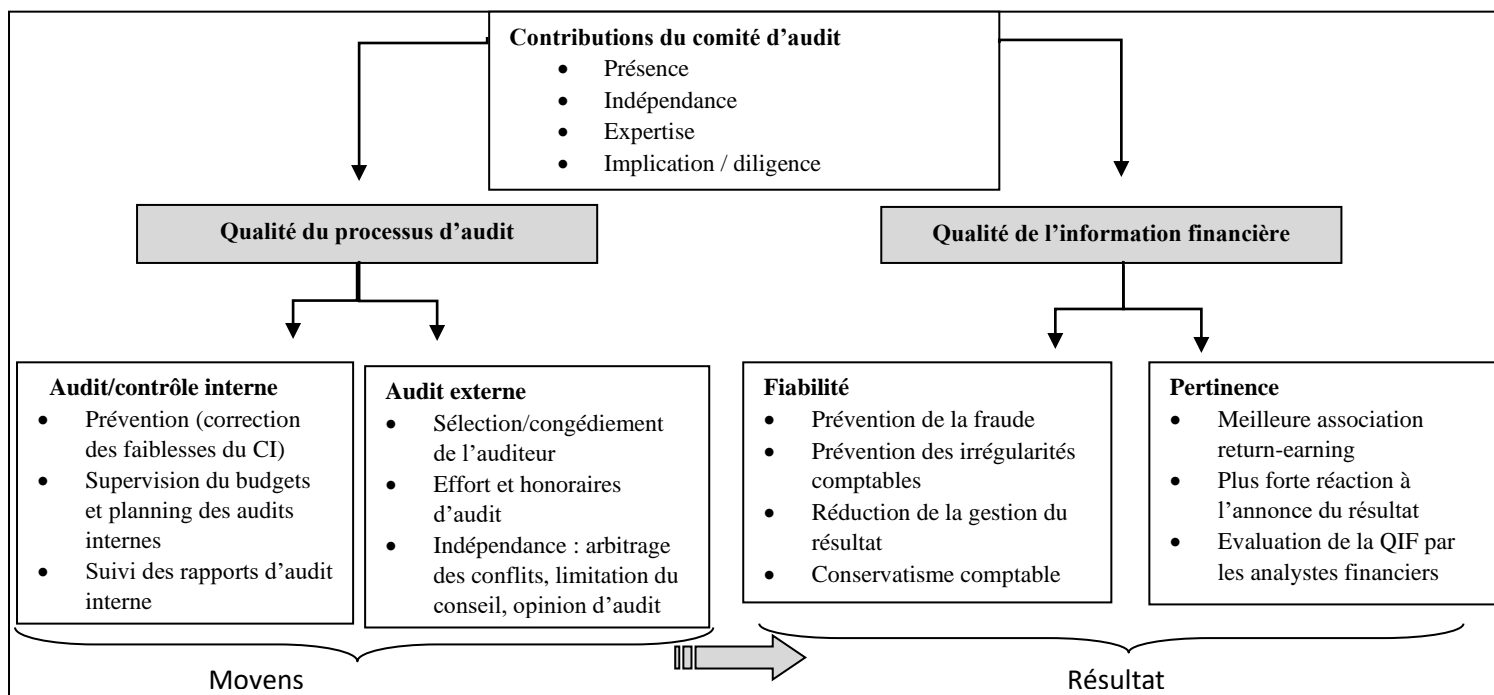 Contributions du comité d’audit
• Présence
• Indépendance
• Expertise
• Implication / diligence
Qualité du processus d’audit
Qualité de l’information financière
Audit/contrôle interne
• Prévention (correction
des faiblesses du CI)
• Supervision du budgets
et planning des audits
internes
• Suivi des rapports d’audit
interne
Audit externe
• Sélection/congédiement
de l’auditeur
• Effort et honoraires
d’audit
• Indépendance : arbitrage
des conflits, limitation du
conseil, opinion d’audit
Fiabilité
• Prévention de la fraude
• Prévention des irrégularités
comptables
• Réduction de la gestion du
résultat
• Conservatisme comptable
Pertinence
• Meilleure association
return-earning
• Plus forte réaction à
l’annonce du résultat
• Evaluation de la QIF par
les analystes financiers
Moyens
Résultat